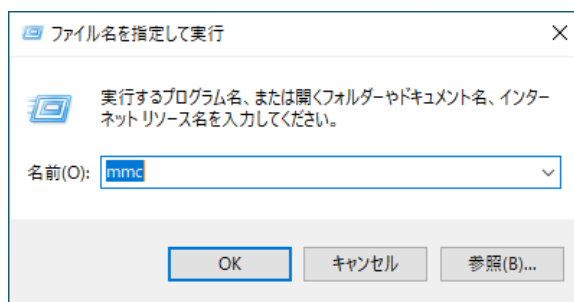 ファイル名を指定して実行
実行するプログラム名、または開くフォルダーやドキュメント名、インター
ネット リソース名を入力してください。
名前(O): mmc
OK キャンセル 参照(B)...